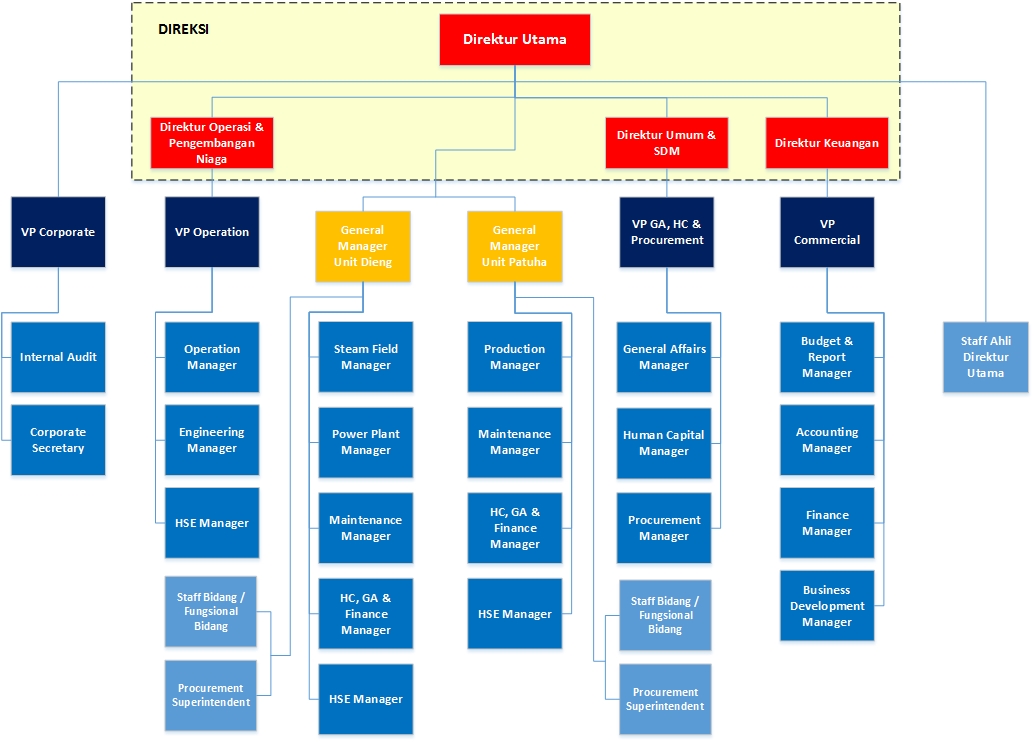 DIREKSI
Direktur Utama
Direktur Operasi &
Pengembangan
Niaga
Direktur Umum &
SDM
Direktur Keuangan
VP Corporate
VP Operation
General
Manager
Unit Dieng
General
Manager
Unit Patuha
VP GA, HC &
Procurement
VP
Commercial
Internal Audit
Corporate
Secretary
Operation
Manager
Engineering
Manager
HSE Manager
Staff Bidang /
Fungsional
Bidang
Procurement
Superintendent
Steam Field
Manager
Power Plant
Manager
Maintenance
Manager
HC, GA &
Finance
Manager
HSE Manager
Production
Manager
Maintenance
Manager
HC, GA &
Finance
Manager
HSE Manager
General Affairs
Manager
Human Capital
Manager
Procurement
Manager
Staff Bidang /
Fungsional
Bidang
Procurement
Superintendent
Budget &
Report
Manager
Accounting
Manager
Finance
Manager
Business
Development
Manager
Staff Ahli
Direktur
Utama